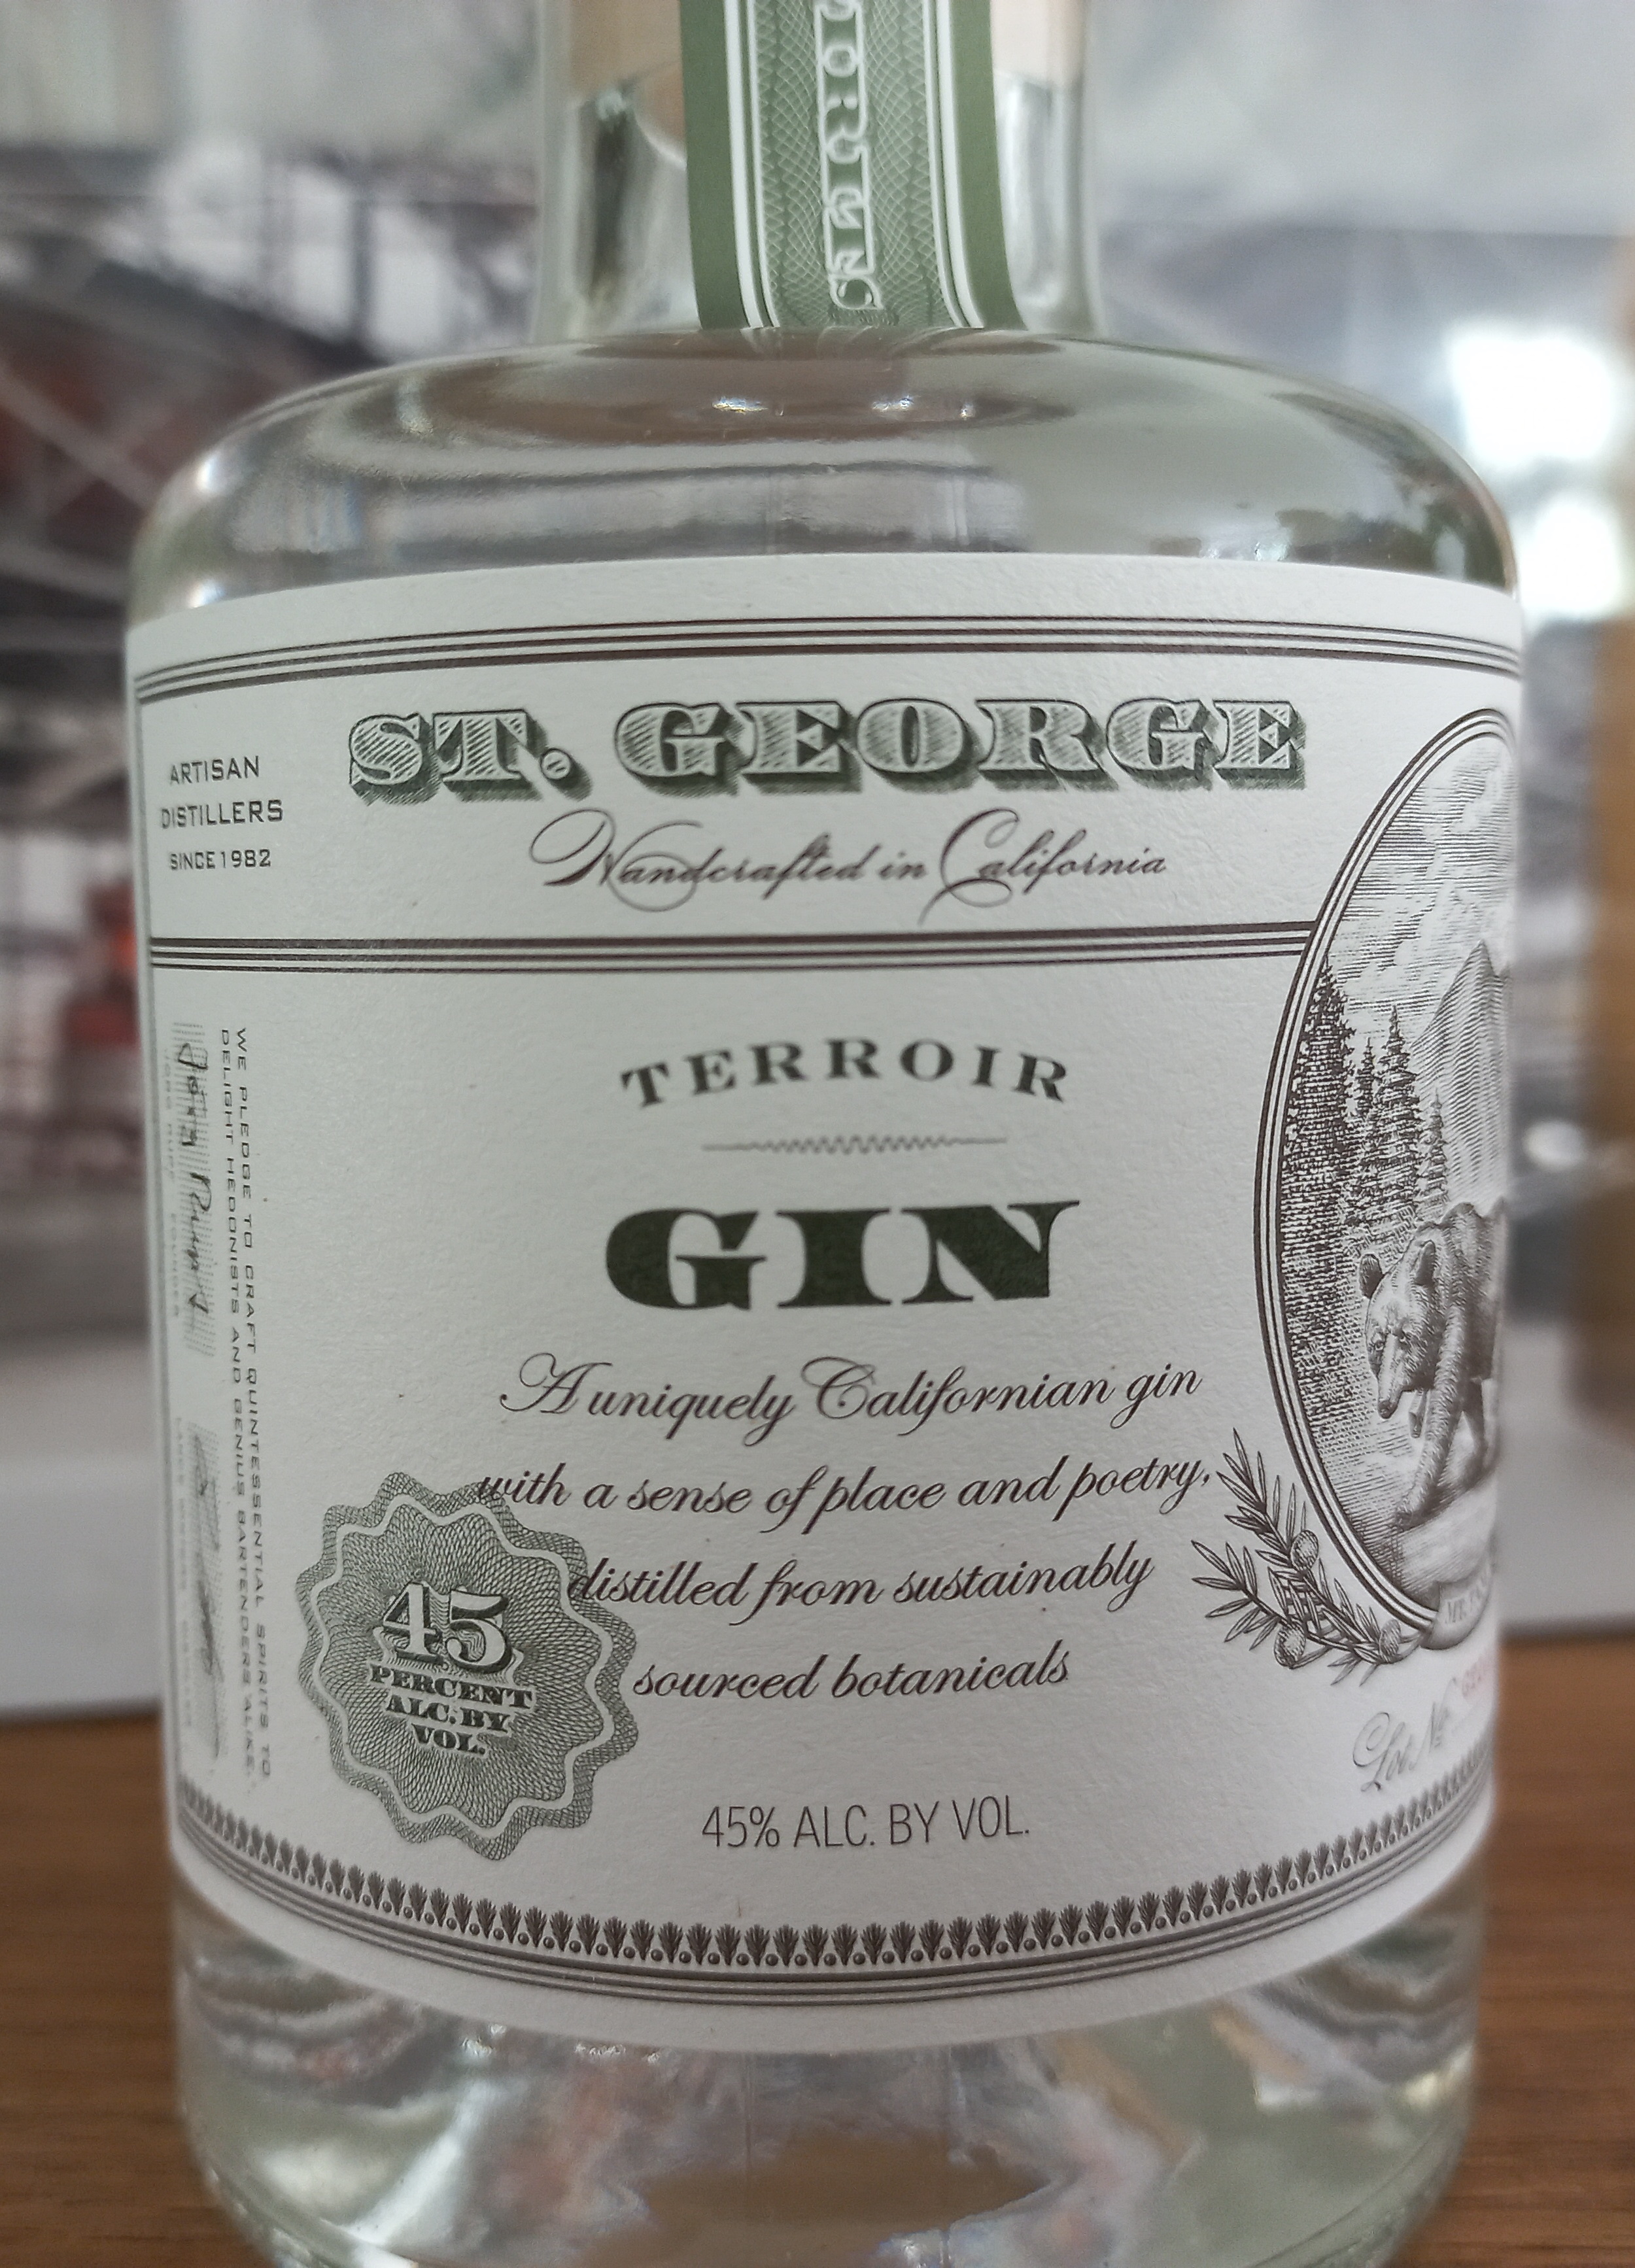 ST. GEORGE
Handcrafted in California
ARTISAN
DISTILLERS
SINCE 1982
TERROIR
GIN
A uniquely Californian gin
with a sense of place and poetry,
distilled from sustainably
sourced botanicals
45
PERCENT
ALC. BY
VOL.
45% ALC. BY VOL.
WE PLEDGE TO CRAFT QUINTESSENTIAL SPIRITS TO
DELIGHT HEDONISTS AND GENIUS BARTENDERS ALIKE.
Lot №